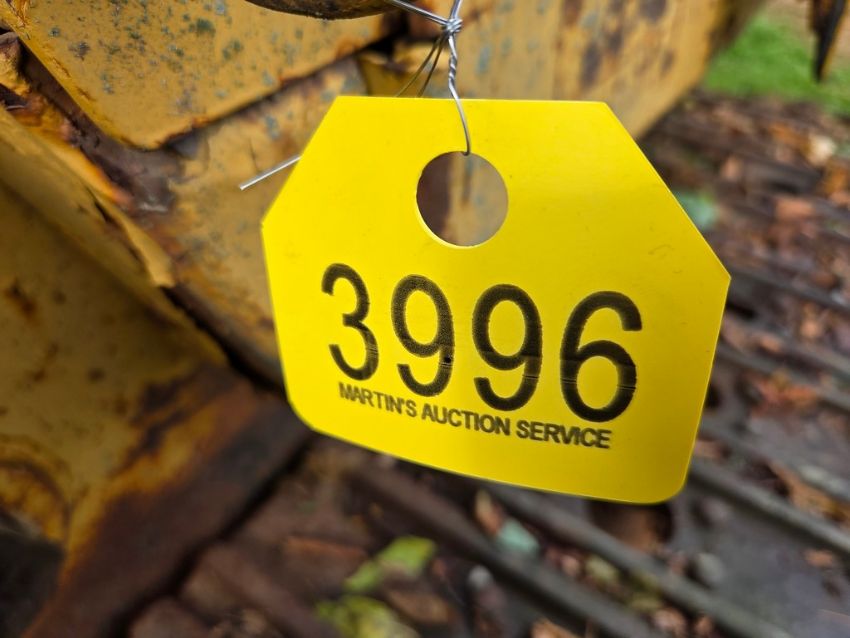 3996
MARTIN'S AUCTION SERVICE